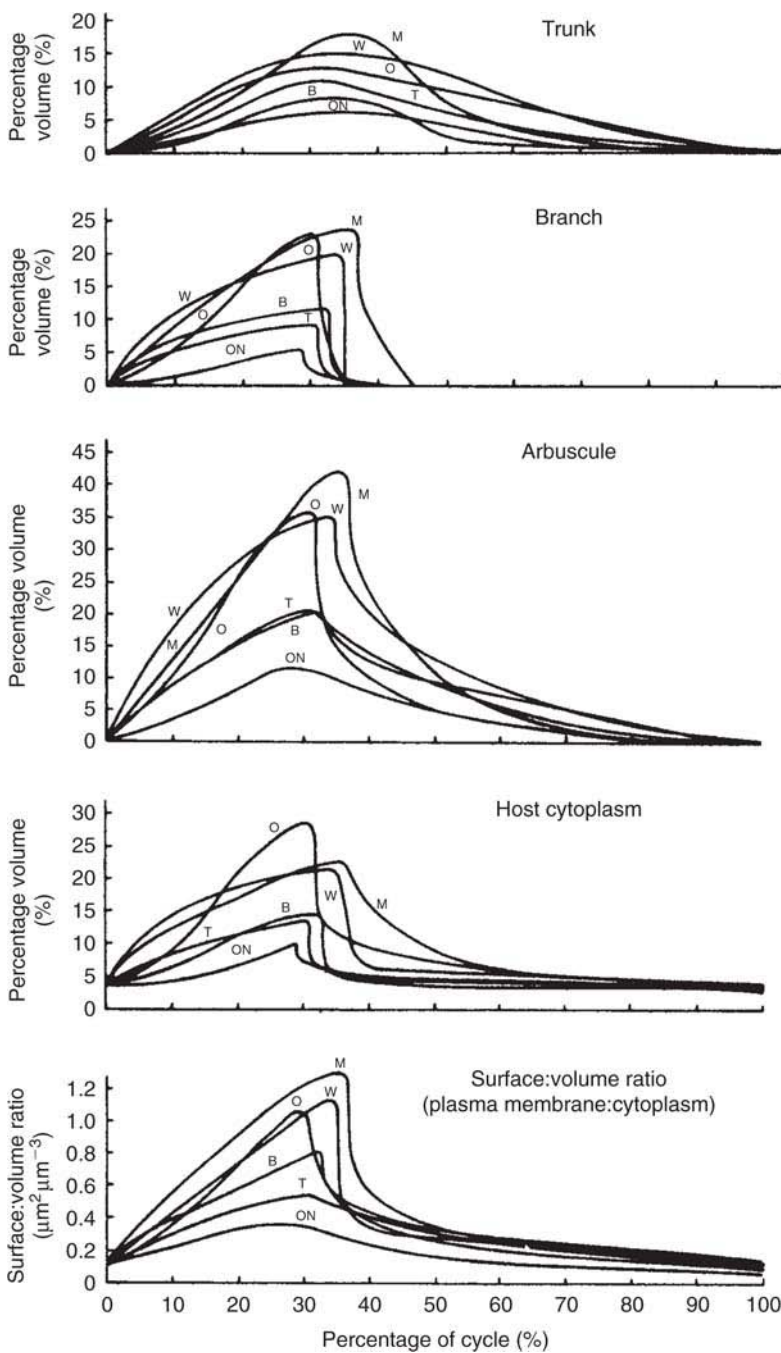 Trunk
Percentage
volume (%)
20
15
10
5
0
W
M
O
B
T
ON
Branch
Percentage
volume (%)
25
20
15
10
5
0
M
O
W
W
O
B
T
ON
Arbuscule
Percentage volume
(%)
45
40
35
30
25
20
15
10
5
0
M
O
W
W
M
O
T
B
ON
Host cytoplasm
Percentage volume
(%)
30
25
20
15
10
5
0
O
W
M
B
T
ON
Surface:volume ratio
(plasma membrane:cytoplasm)
Surface:volume ratio
(μm² μm⁻³)
1.2
1.0
0.8
0.6
0.4
0.2
0
M
W
O
B
T
ON
0 10 20 30 40 50 60 70 80 90 100
Percentage of cycle (%)